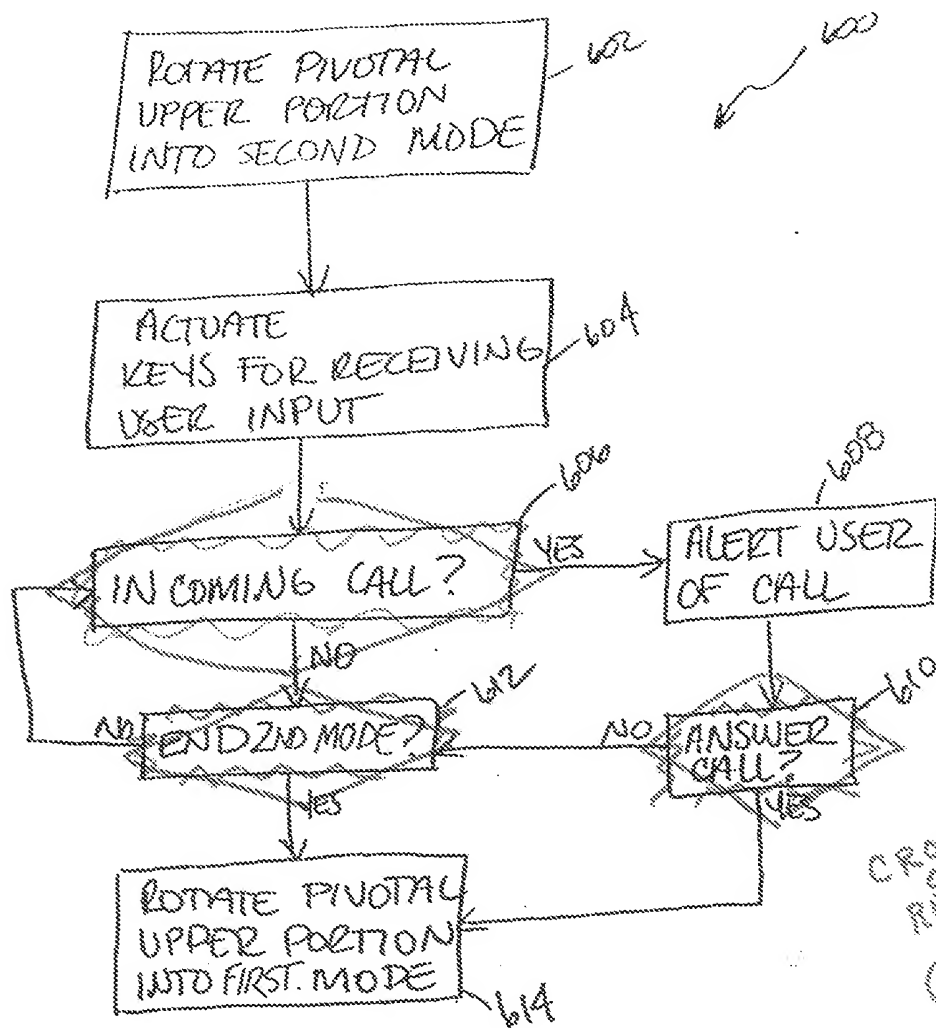 600
ROTATE PIVOTAL
UPPER PORTION
INTO SECOND MODE
602
ACTUATE
KEYS FOR RECEIVING
USER INPUT
604
IN COMING CALL?
606
YES
NO
ALERT USER
OF CALL
608
ANSWER
CALL?
610
NO
YES
END 2ND MODE?
612
NO
YES
ROTATE PIVOTAL
UPPER PORTION
INTO FIRST. MODE
614